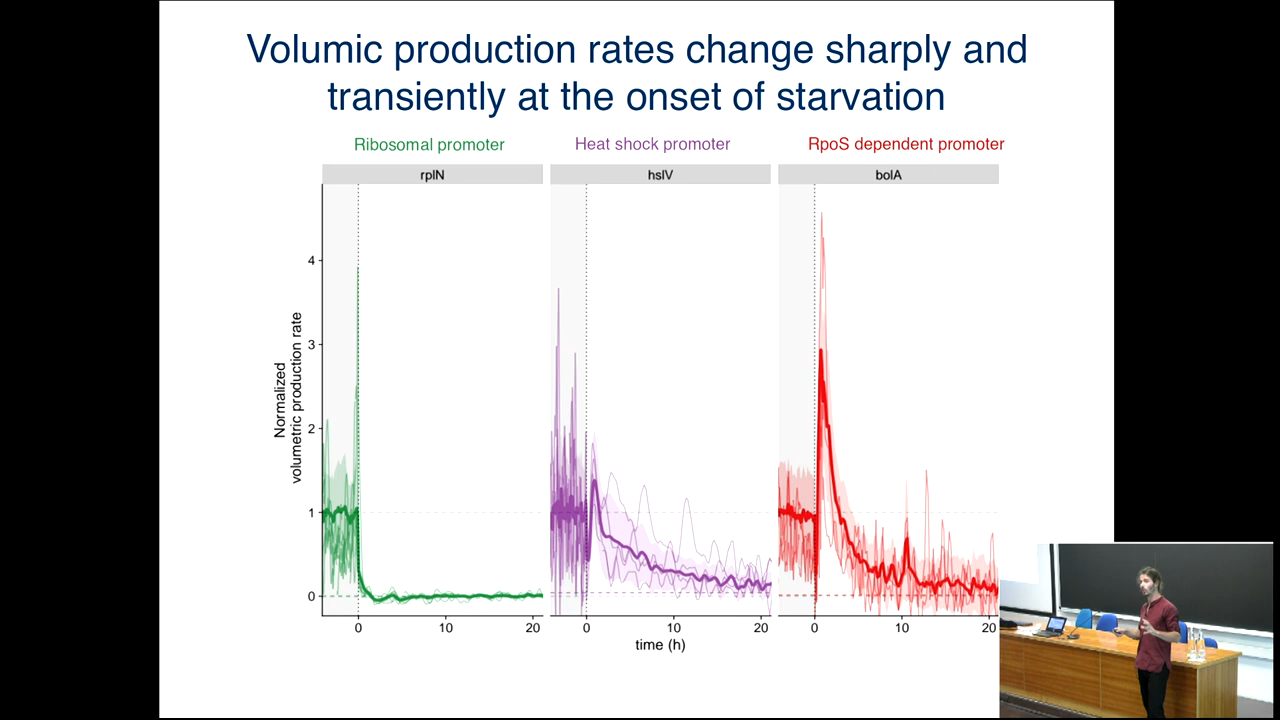 Volumic production rates change sharply and
transiently at the onset of starvation
Ribosomal promoter
Heat shock promoter
RpoS dependent promoter
rplN
hslV
bolA
Normalized
volumetric production rate
4
3
2
1
0
0
10
20
0
10
20
0
10
20
time (h)